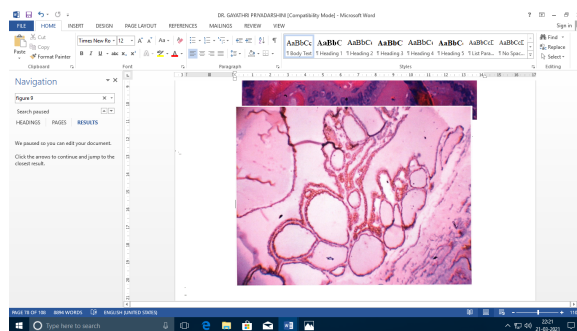 DR. GAYATHRI PRIYADARSHINI [Compatibility Mode] - Microsoft Word
FILE HOME INSERT DESIGN PAGE LAYOUT REFERENCES MAILINGS REVIEW VIEW Sign in
Cut
Copy
Format Painter
Paste
Clipboard
Times New Ro 12
Font
Paragraph
AaBbCc AaBbC AaBbCc AaBbC AaBbCc AaBbC AaBbCcI AaBbCcE
¶ Body Text ¶ Heading 1 ¶ Heading 2 ¶ Heading 3 ¶ Heading 4 ¶ Heading 5 ¶ List Para... ¶ No Spac...
Styles
Find
Replace
Select
Editing
Navigation
figure 9
Search paused
HEADINGS PAGES RESULTS
We paused so you can edit your document.
Click the arrows to continue and jump to the
closest result.
PAGE 78 OF 108 8894 WORDS ENGLISH (UNITED STATES)
Type here to search
22:21
21-03-2021